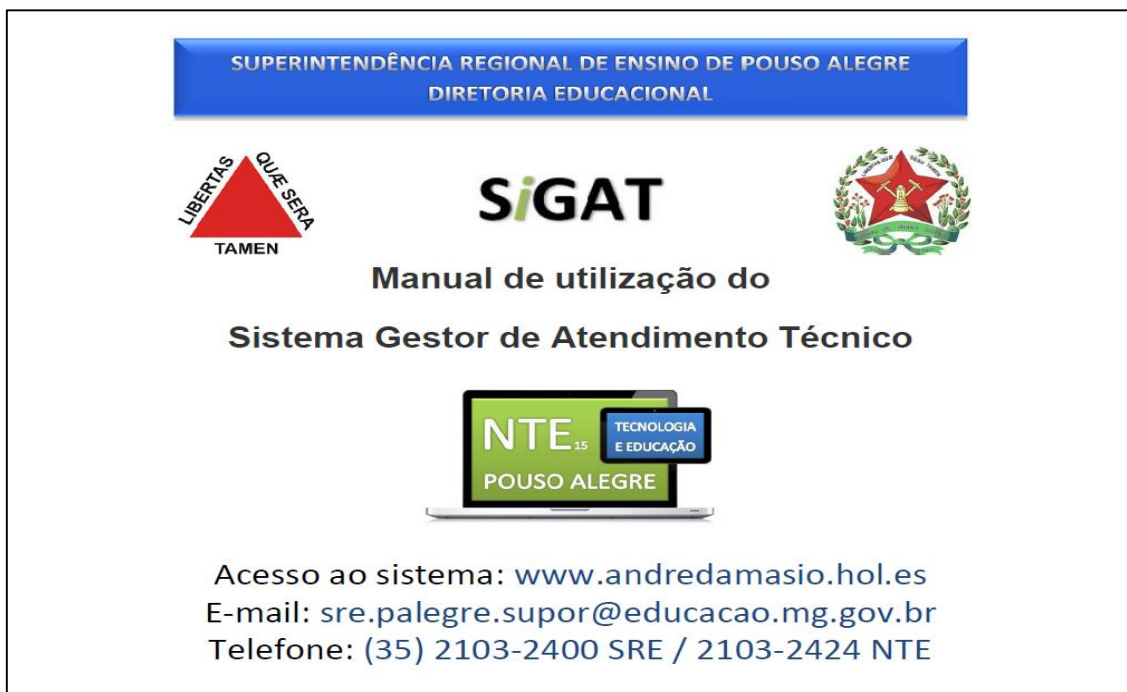 SUPERINTENDÊNCIA REGIONAL DE ENSINO DE POUSO ALEGRE
DIRETORIA EDUCACIONAL
LIBERTAS QUÆ SERA
TAMEN
SiGAT
Manual de utilização do
Sistema Gestor de Atendimento Técnico
NTE 15
TECNOLOGIA
E EDUCAÇÃO
POUSO ALEGRE
Acesso ao sistema: www.andredamasio.hol.es
E-mail: sre.palegre.supor@educacao.mg.gov.br
Telefone: (35) 2103-2400 SRE / 2103-2424 NTE